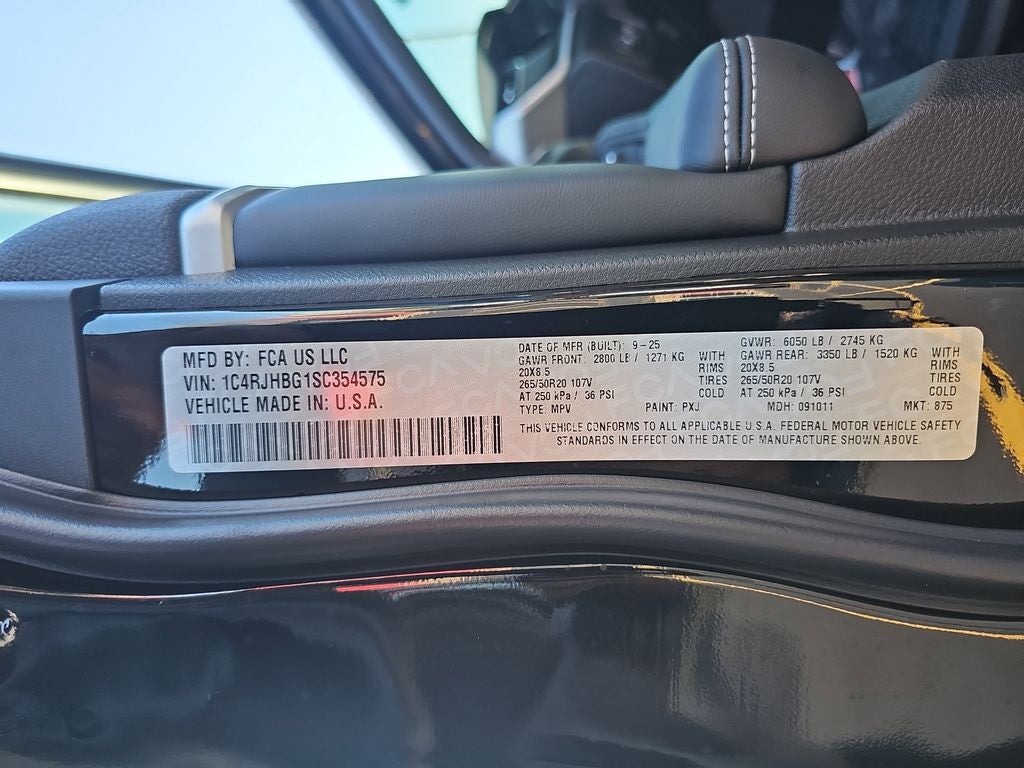 MFD BY: FCA US LLC
VIN: 1C4RJHBG1SC354575
VEHICLE MADE IN: U.S.A.
DATE OF MFR (BUILT): 9-25
GAWR FRONT: 2800 LB / 1271 KG WITH
20X8.5 RIMS
265/50R20 107V TIRES
AT 250 kPa / 36 PSI COLD
TYPE: MPV PAINT: PXJ
GVWR: 6050 LB / 2745 KG
GAWR REAR: 3350 LB / 1520 KG WITH
20X8.5 RIMS
265/50R20 107V TIRES
AT 250 kPa / 36 PSI COLD
MDH: 091011 MKT: 875
THIS VEHICLE CONFORMS TO ALL APPLICABLE U.S.A. FEDERAL MOTOR VEHICLE SAFETY
STANDARDS IN EFFECT ON THE DATE OF MANUFACTURE SHOWN ABOVE.